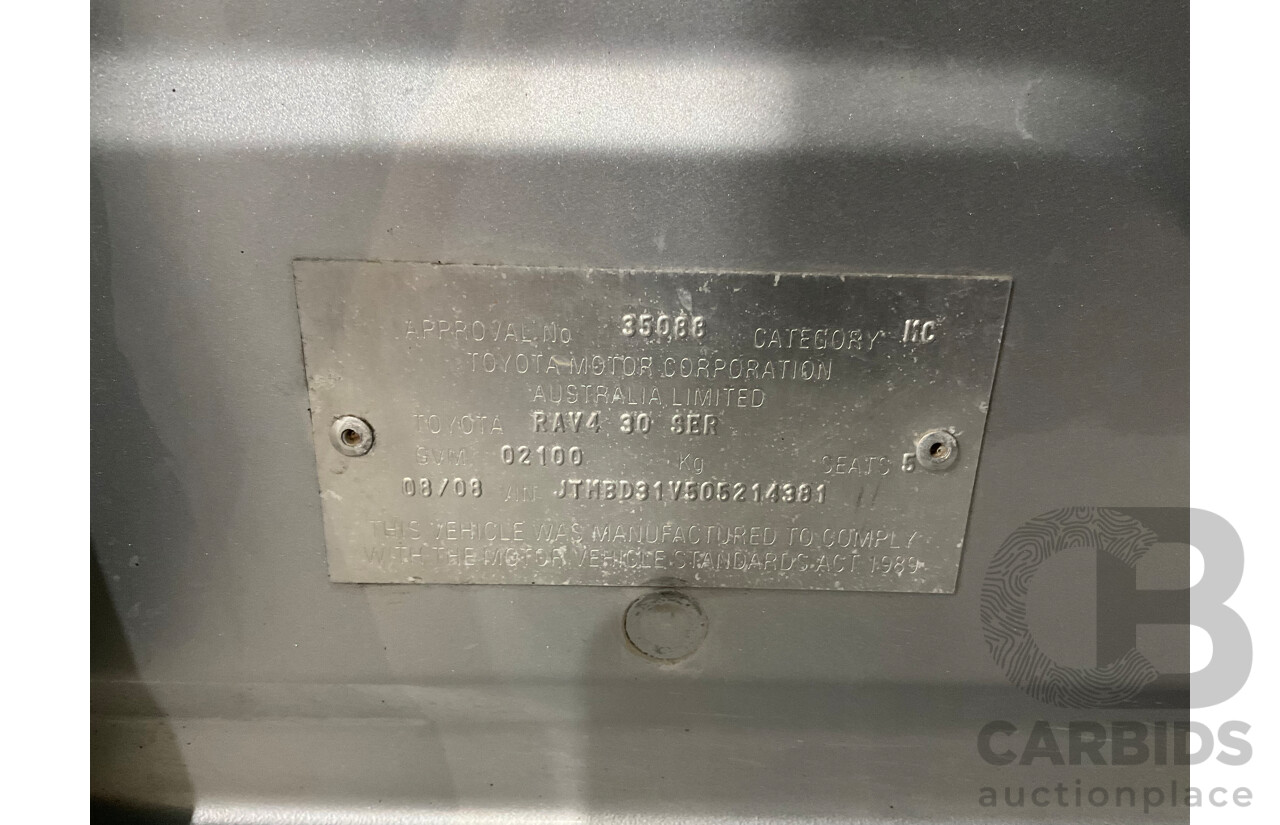 APPROVAL No 35088 CATEGORY MC
TOYOTA MOTOR CORPORATION
AUSTRALIA LIMITED
TOYOTA RAV4 30 SER
GVM 02100 Kg SEATS 5
08/08 VIN JTMBD31V505214381
THIS VEHICLE WAS MANUFACTURED TO COMPLY
WITH THE MOTOR VEHICLE STANDARDS ACT 1989
CB
CARBIDS
auctionplace